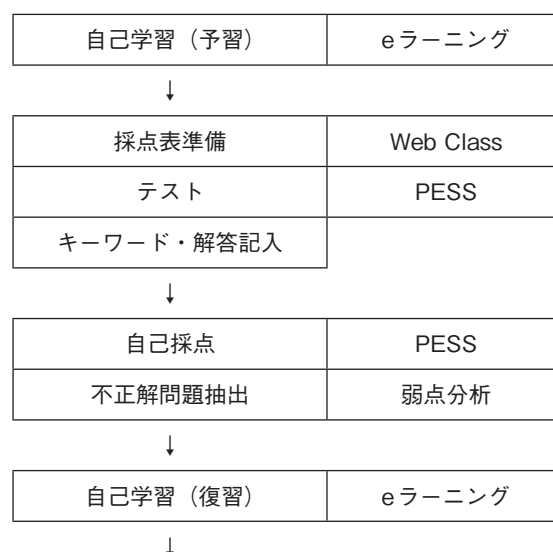 自己学習（予習） eラーニング
↓
採点表準備 Web Class
テスト PESS
キーワード・解答記入
↓
自己採点 PESS
不正解問題抽出 弱点分析
↓
自己学習（復習） eラーニング
↓